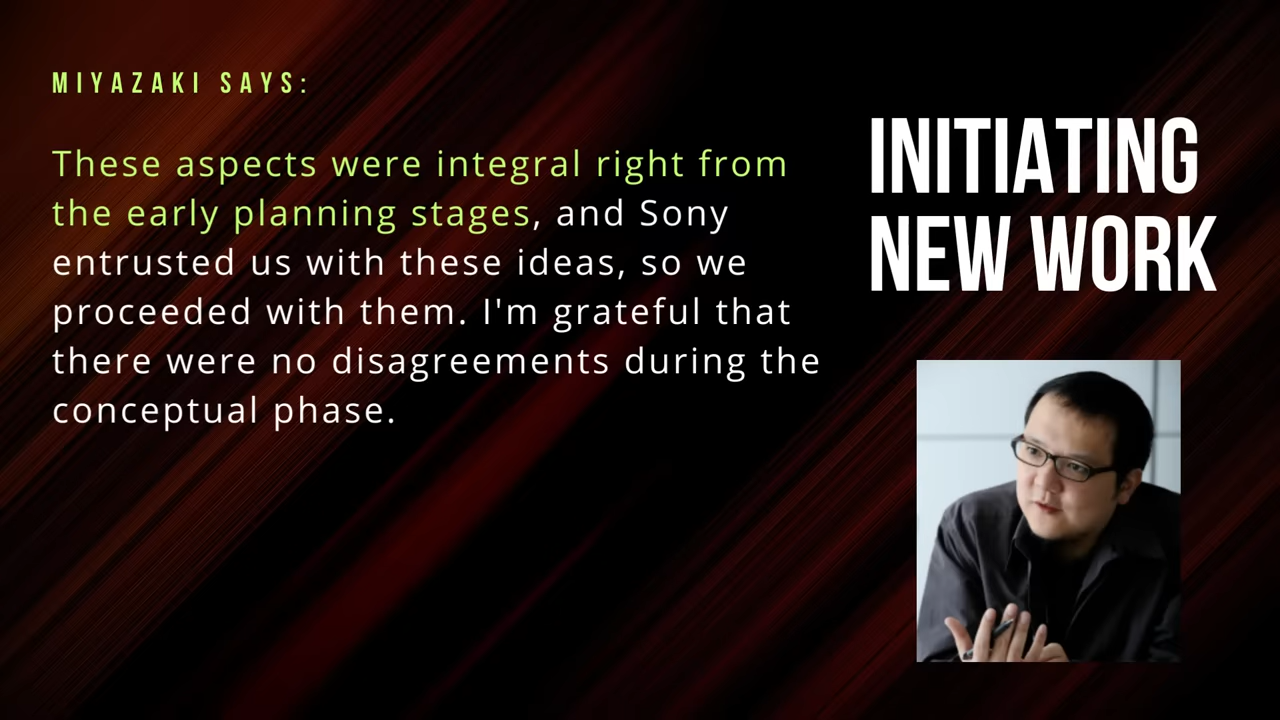 MIYAZAKI SAYS:
These aspects were integral right from
the early planning stages, and Sony
entrusted us with these ideas, so we
proceeded with them. I'm grateful that
there were no disagreements during the
conceptual phase.
INITIATING
NEW WORK